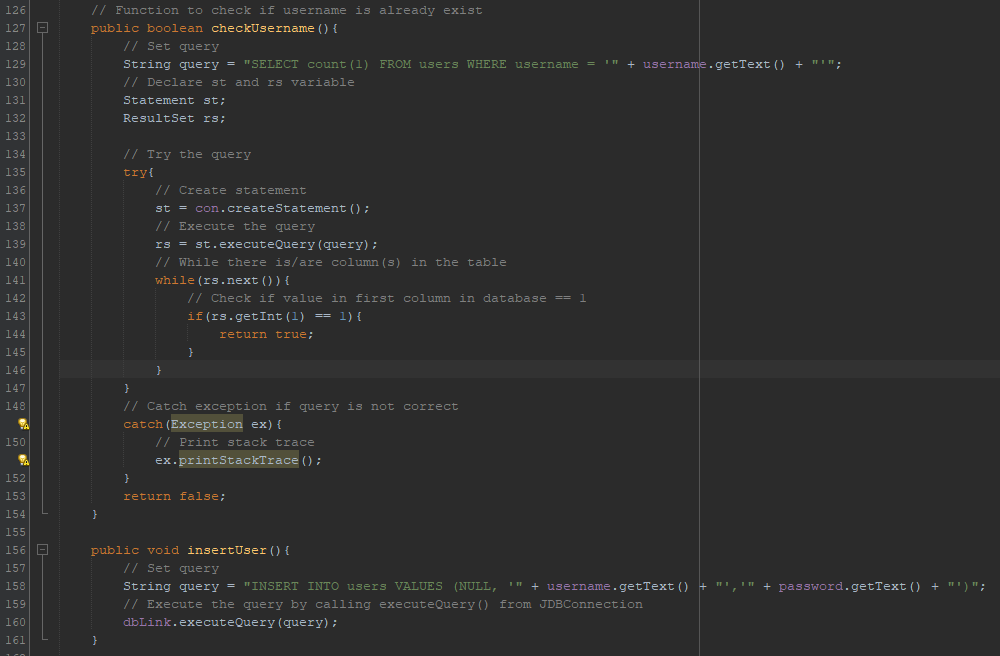 126 // Function to check if username is already exist
127 public boolean checkUsername(){
128 // Set query
129 String query = "SELECT count(1) FROM users WHERE username = '" + username.getText() + "'";
130 // Declare st and rs variable
131 Statement st;
132 ResultSet rs;
133
134 // Try the query
135 try{
136 // Create statement
137 st = con.createStatement();
138 // Execute the query
139 rs = st.executeQuery(query);
140 // While there is/are column(s) in the table
141 while(rs.next()){
142 // Check if value in first column in database == 1
143 if(rs.getInt(1) == 1){
144 return true;
145 }
146 }
147 }
148 // Catch exception if query is not correct
catch(Exception ex){
150 // Print stack trace
ex.printStackTrace();
152 }
153 return false;
154 }
155
156 public void insertUser(){
157 // Set query
158 String query = "INSERT INTO users VALUES (NULL, '" + username.getText() + "','" + password.getText() + "')";
159 // Execute the query by calling executeQuery() from JDBConnection
160 dbLink.executeQuery(query);
161 }